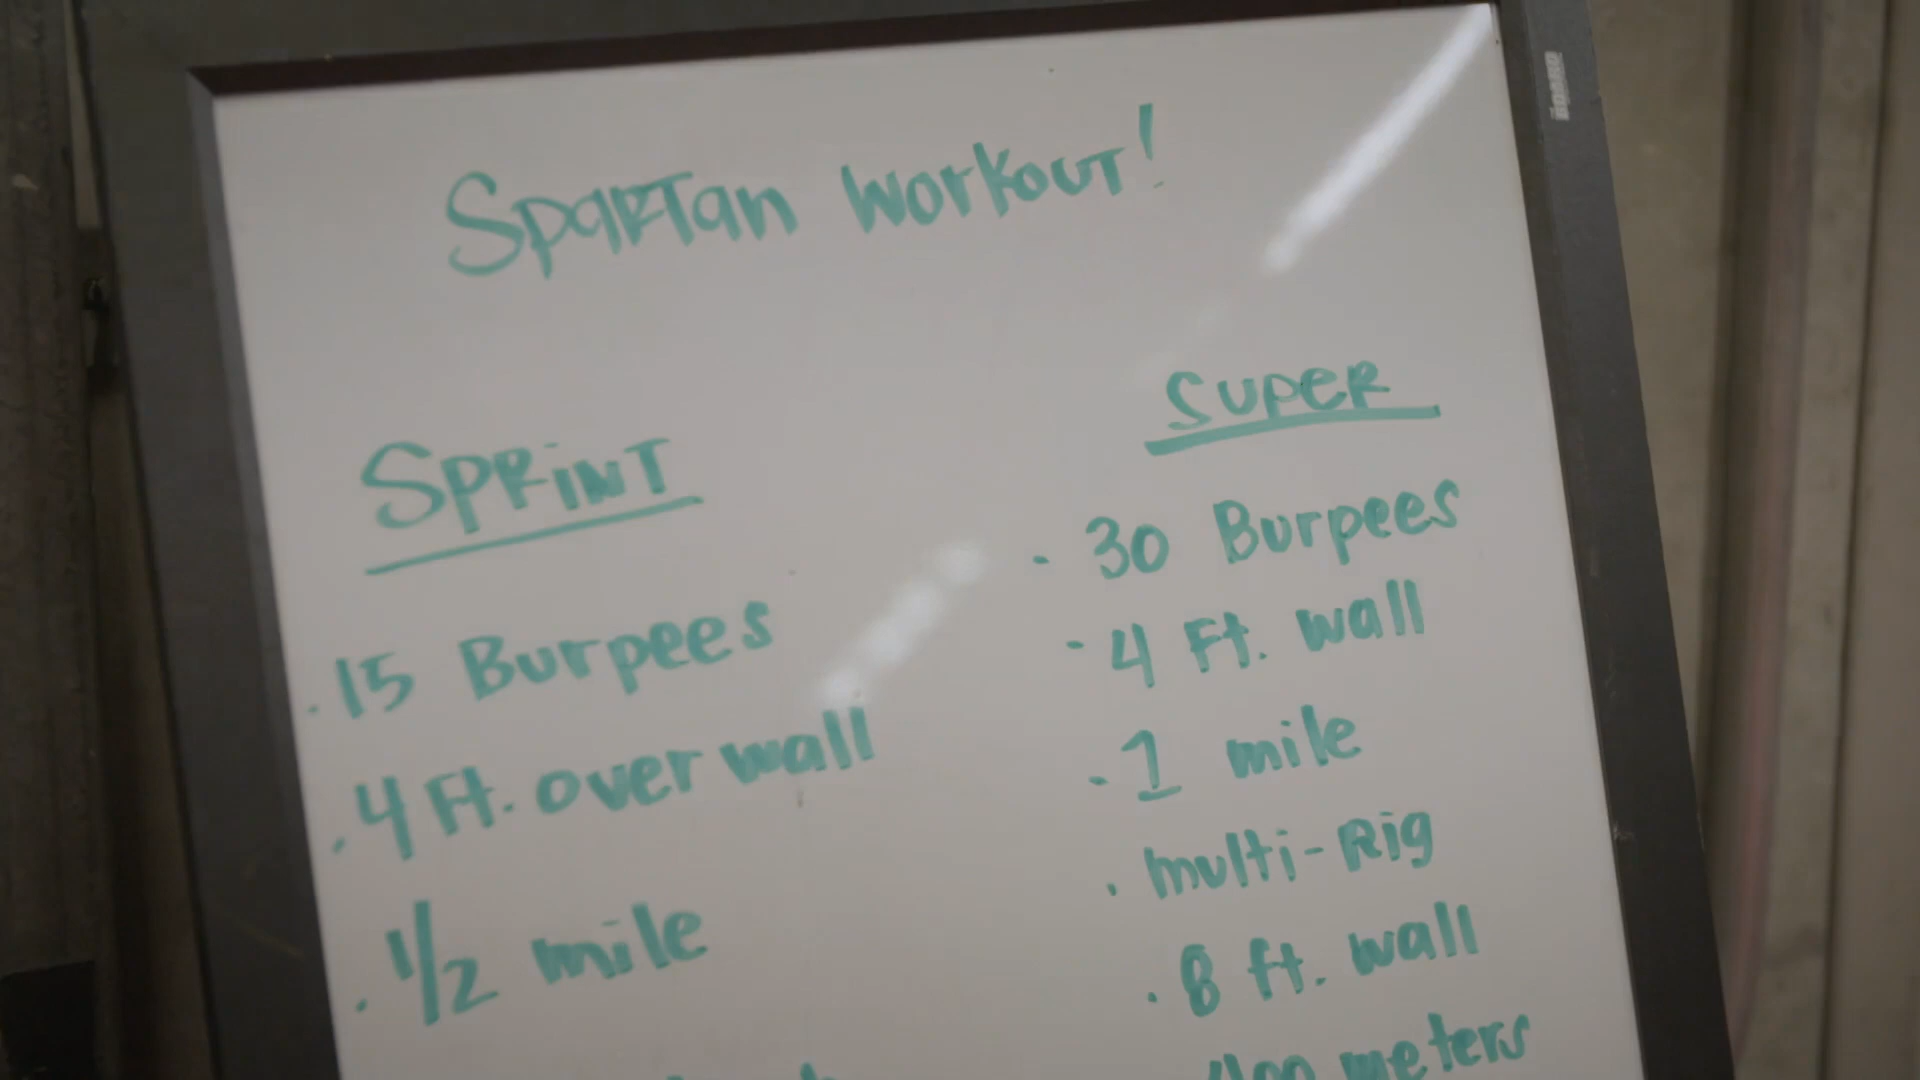 Spartan Workout!
SPRINT
· 15 Burpees
· 4 Ft. over wall
· 1/2 mile
SUPER
- 30 Burpees
- 4 Ft. wall
- 1 mile
· multi-Rig
· 8 ft. wall
400 meters